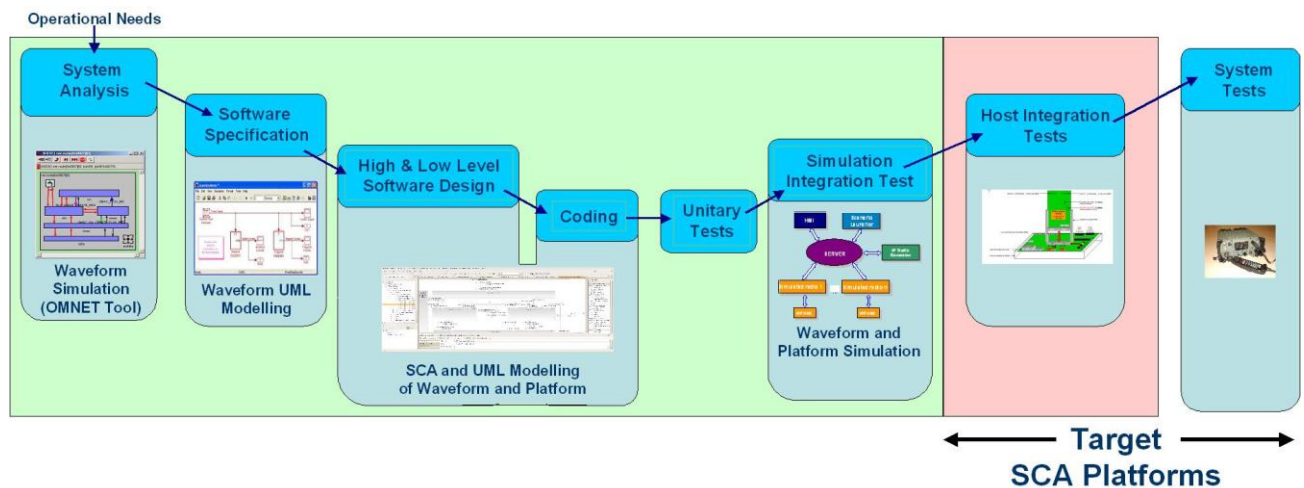 Operational Needs
System
Analysis
Waveform
Simulation
(OMNET Tool)
Software
Specification
Waveform UML
Modelling
High & Low Level
Software Design
Coding
SCA and UML Modelling
of Waveform and Platform
Unitary
Tests
Simulation
Integration Test
HMI
SERVER
Waveform and
Platform Simulation
Host Integration
Tests
System
Tests
Target
SCA Platforms